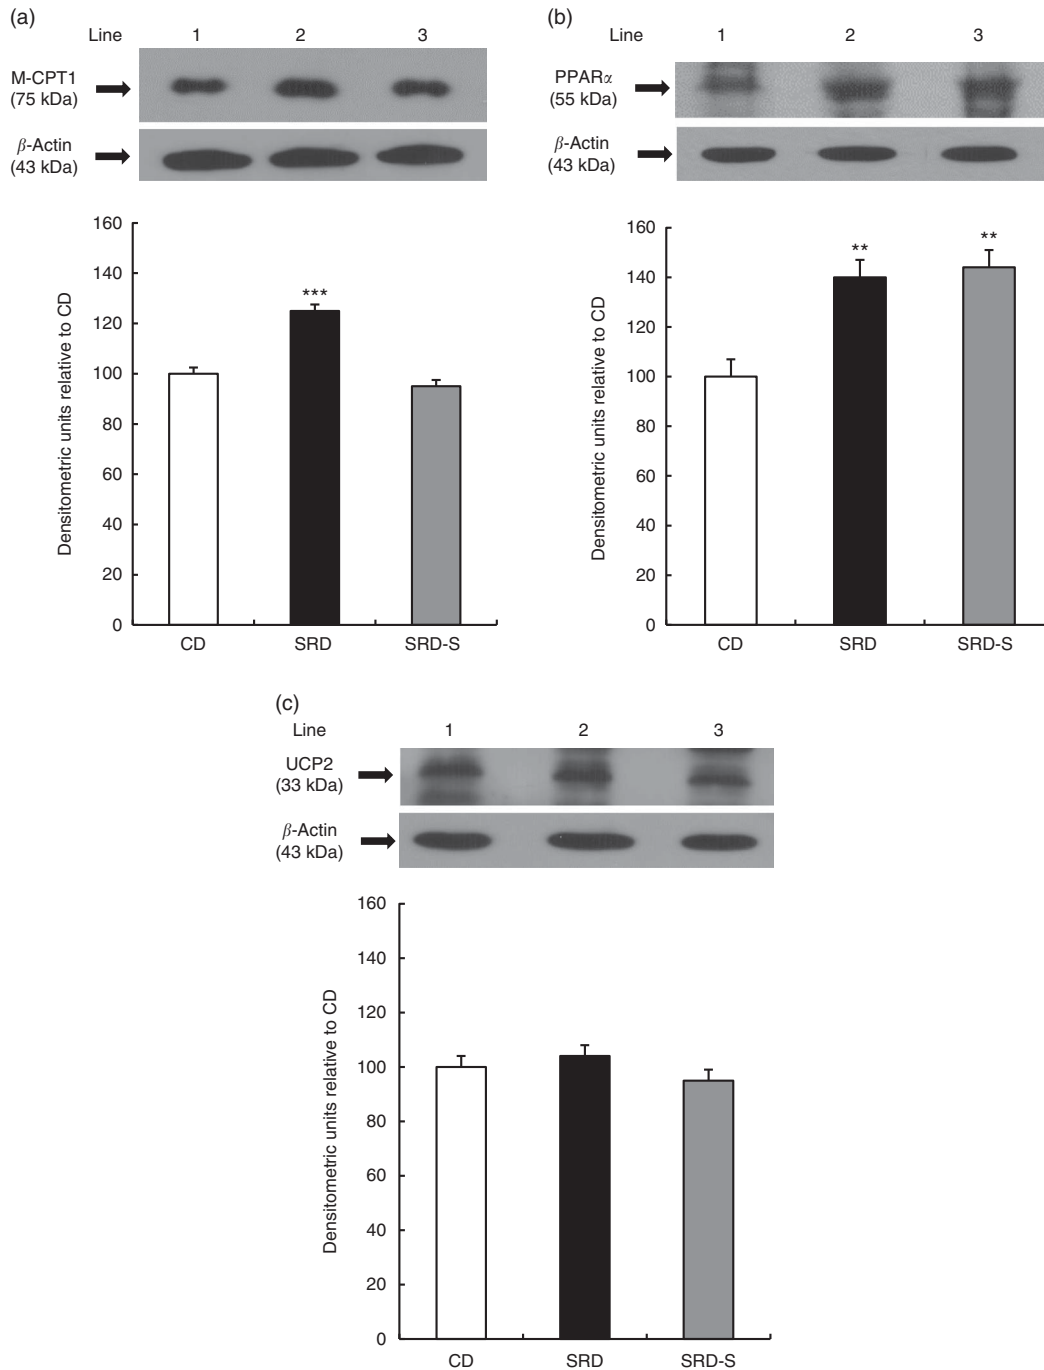 (a)
Line 1 2 3
M-CPT1
(75 kDa)
β-Actin
(43 kDa)
160
140
120
100
80
60
40
20
0
Densitometric units relative to CD
***
CD SRD SRD-S
(b)
Line 1 2 3
PPARα
(55 kDa)
β-Actin
(43 kDa)
160
140
120
100
80
60
40
20
0
Densitometric units relative to CD
** **
CD SRD SRD-S
(c)
Line 1 2 3
UCP2
(33 kDa)
β-Actin
(43 kDa)
160
140
120
100
80
60
40
20
0
Densitometric units relative to CD
CD SRD SRD-S